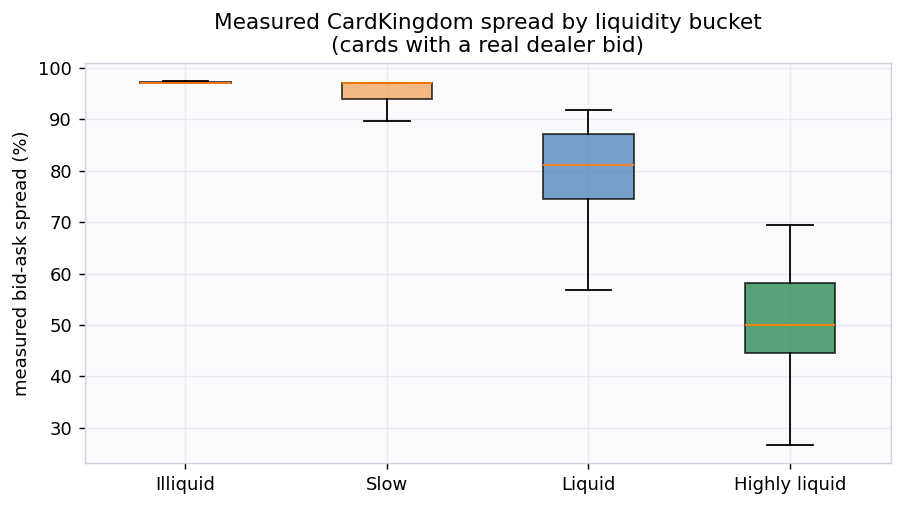 Measured CardKingdom spread by liquidity bucket
(cards with a real dealer bid)
measured bid-ask spread (%)
100
90
80
70
60
50
40
30
Illiquid
Slow
Liquid
Highly liquid